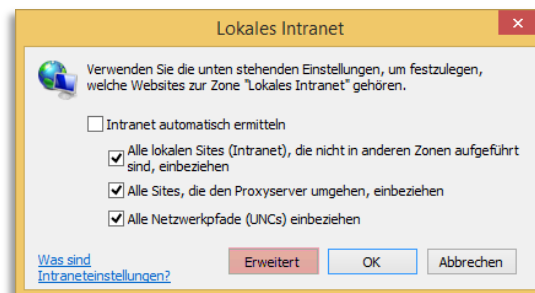 Lokales Intranet
Verwenden Sie die unten stehenden Einstellungen, um festzulegen,
welche Websites zur Zone "Lokales Intranet" gehören.
Intranet automatisch ermitteln
Alle lokalen Sites (Intranet), die nicht in anderen Zonen aufgeführt
sind, einbeziehen
Alle Sites, die den Proxyserver umgehen, einbeziehen
Alle Netzwerkpfade (UNCs) einbeziehen
Was sind
Intraneteinstellungen?
Erweitert
OK
Abbrechen